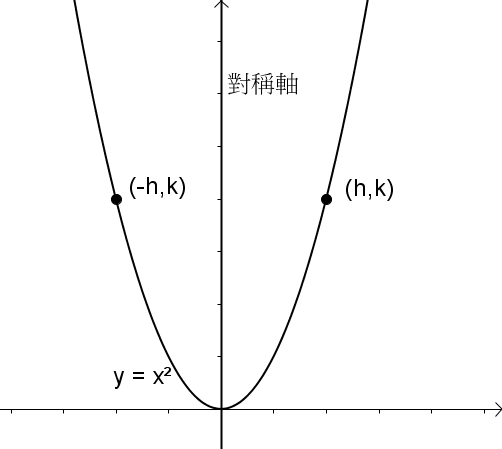 對稱軸
(-h,k)
(h,k)
y = x²